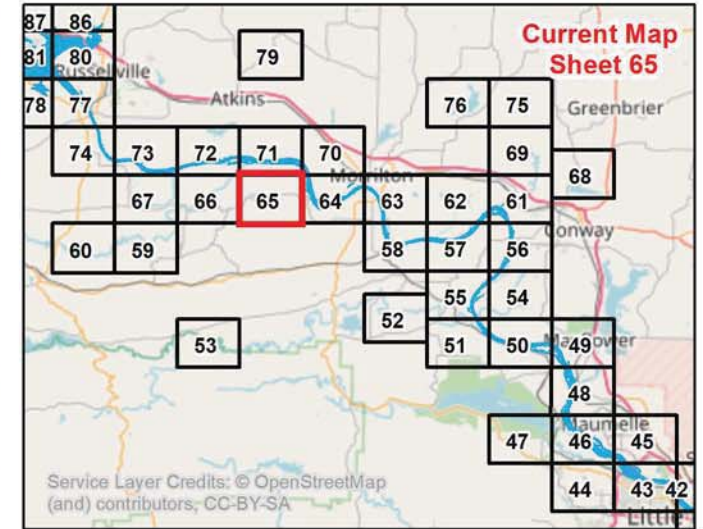 87 86
Current Map
Sheet 65
81 80 79
Russellville
78 77 Atkins 76 75 Greenbrier
74 73 72 71 70 69
Morrilton 68
67 66 65 64 63 62 61
Conway
60 59 58 57 56
55 54
52
53 51 50 49
48
Maumelle
47 46 45
Service Layer Credits: © OpenStreetMap
(and) contributors, CC-BY-SA
44 43 42
Little